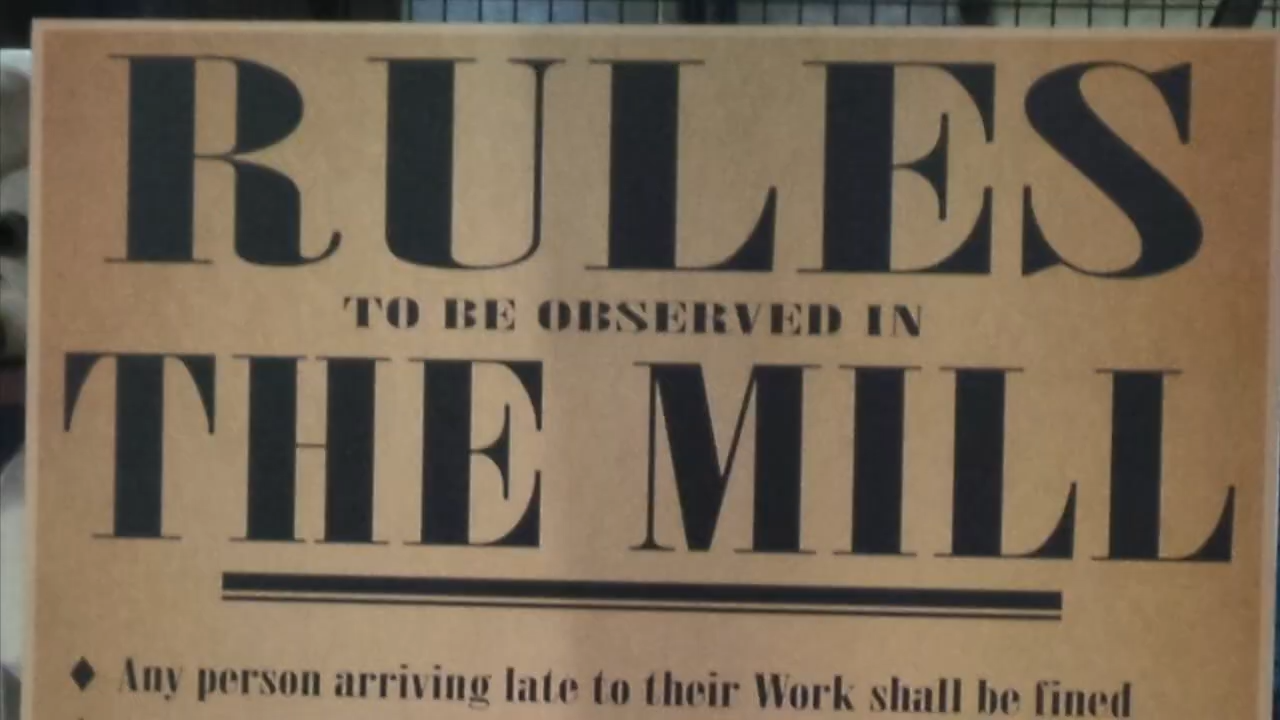 RULES
TO BE OBSERVED IN
THE MILL
♦ Any person arriving late to their Work shall be fined